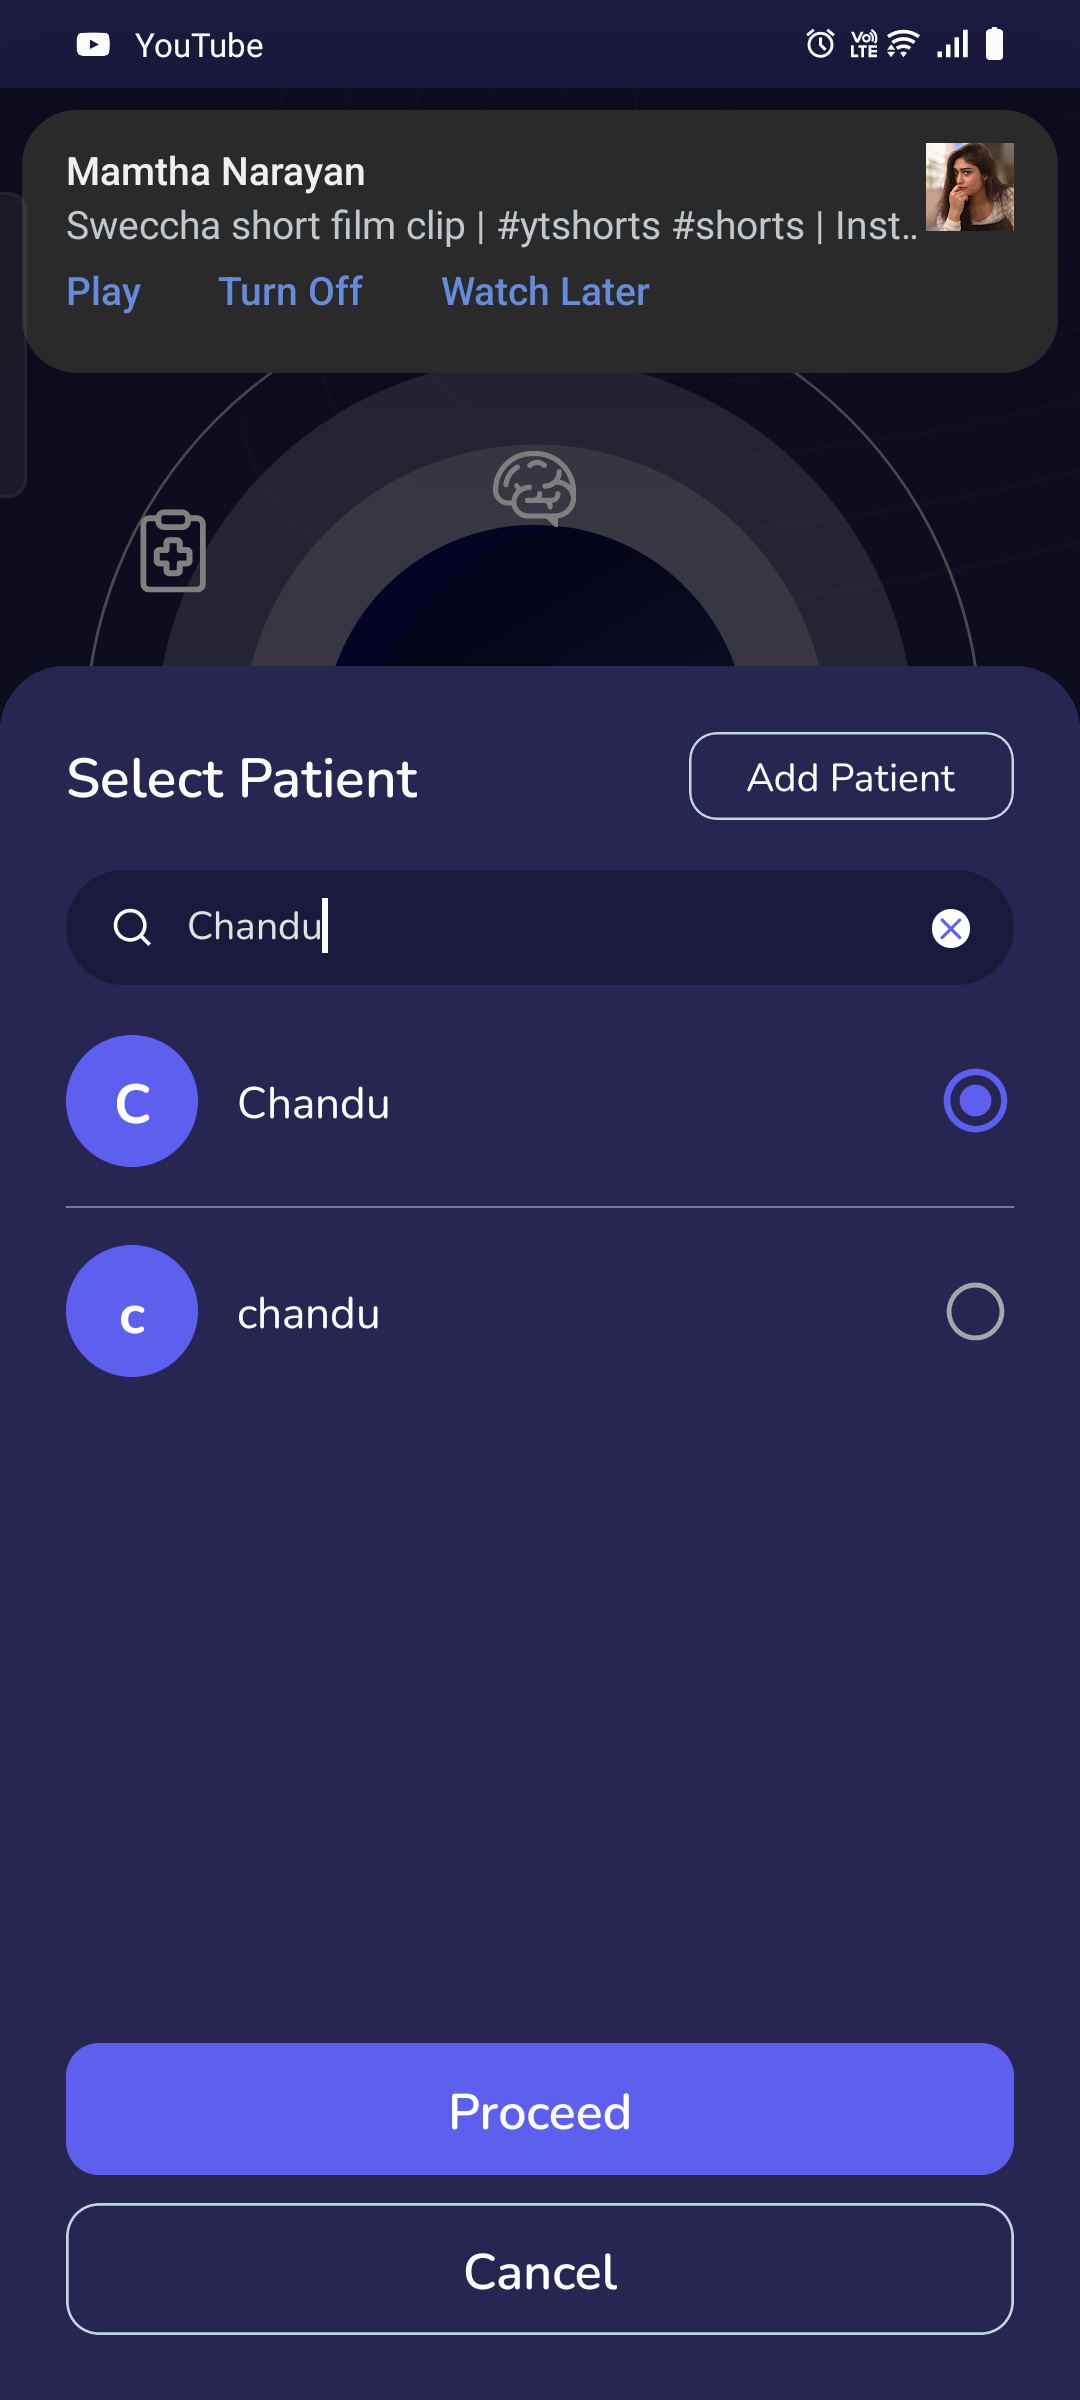 YouTube
Vo) LTE
Mamtha Narayan
Sweccha short film clip | #ytshorts #shorts | Inst..
Play Turn Off Watch Later
Select Patient
Add Patient
Chandu
C
Chandu
c
chandu
Proceed
Cancel